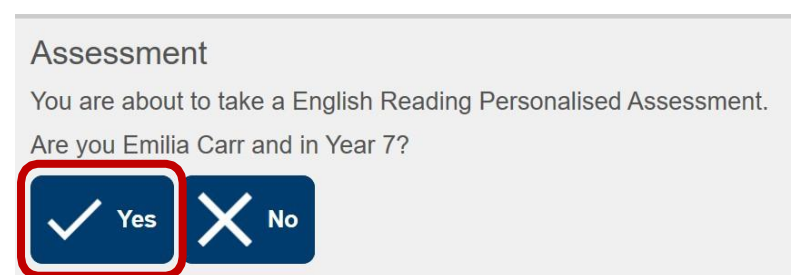 Assessment
You are about to take a English Reading Personalised Assessment.
Are you Emilia Carr and in Year 7?
Yes No